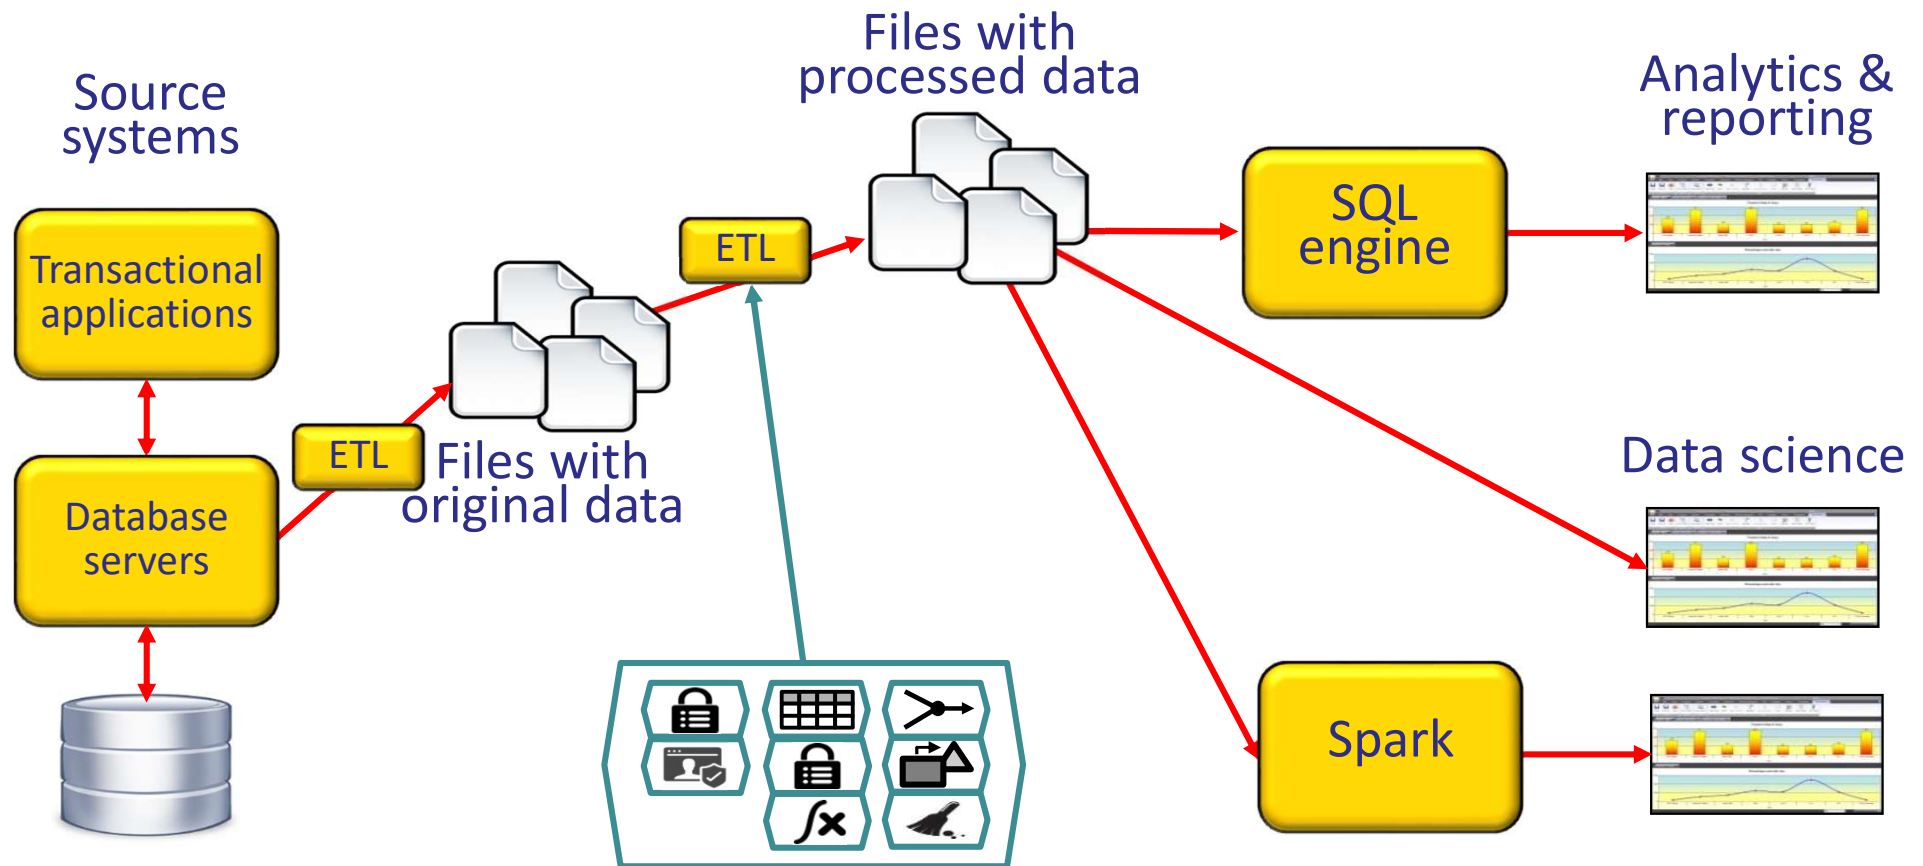 Source
systems
Transactional
applications
Database
servers
ETL
Files with
original data
ETL
Files with
processed data
SQL
engine
Analytics &
reporting
Data science
Spark